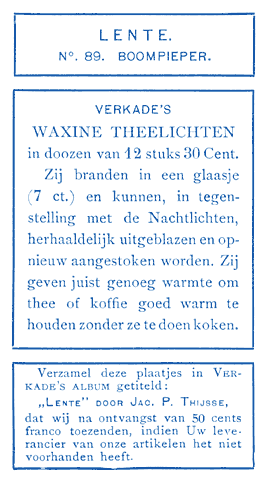 LENTE.
Nº. 89. BOOMPIEPER.
VERKADE'S
WAXINE THEELICHTEN
in doozen van 12 stuks 30 Cent.
Zij branden in een glaasje
(7 ct.) en kunnen, in tegen-
stelling met de Nachtlichten,
herhaaldelijk uitgeblazen en op-
nieuw aangestoken worden. Zij
geven juist genoeg warmte om
thee of koffie goed warm te
houden zonder ze te doen koken.
Verzamel deze plaatjes in VER-
KADE'S ALBUM getiteld:
„LENTE" DOOR JAC. P. THIJSSE,
dat wij na ontvangst van 50 cents
franco toezenden, indien Uw leve-
rancier van onze artikelen het niet
voorhanden heeft.